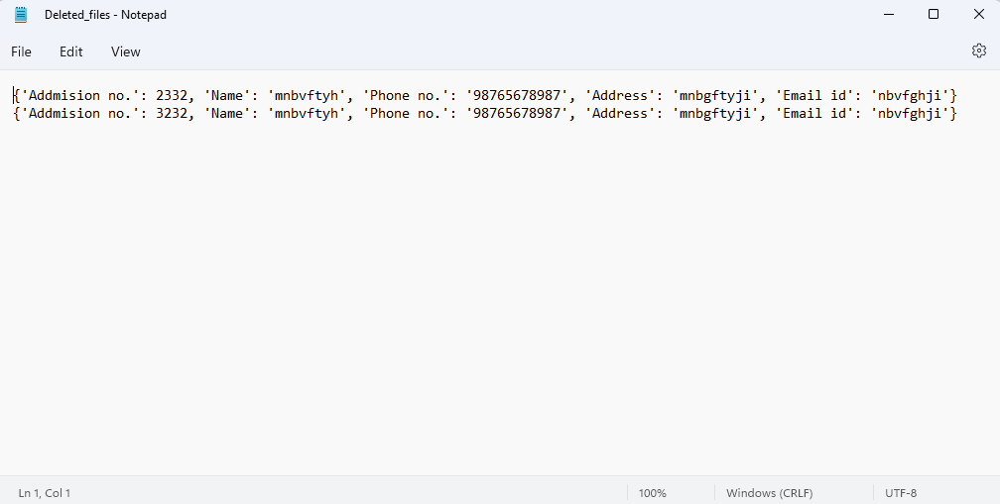 Deleted_files - Notepad
File Edit View
{'Addmision no.': 2332, 'Name': 'mnbvftyh', 'Phone no.': '98765678987', 'Address': 'mnbgftyji', 'Email id': 'nbvfghji'}
{'Addmision no.': 3232, 'Name': 'mnbvftyh', 'Phone no.': '98765678987', 'Address': 'mnbgftyji', 'Email id': 'nbvfghji'}
Ln 1, Col 1 100% Windows (CRLF) UTF-8